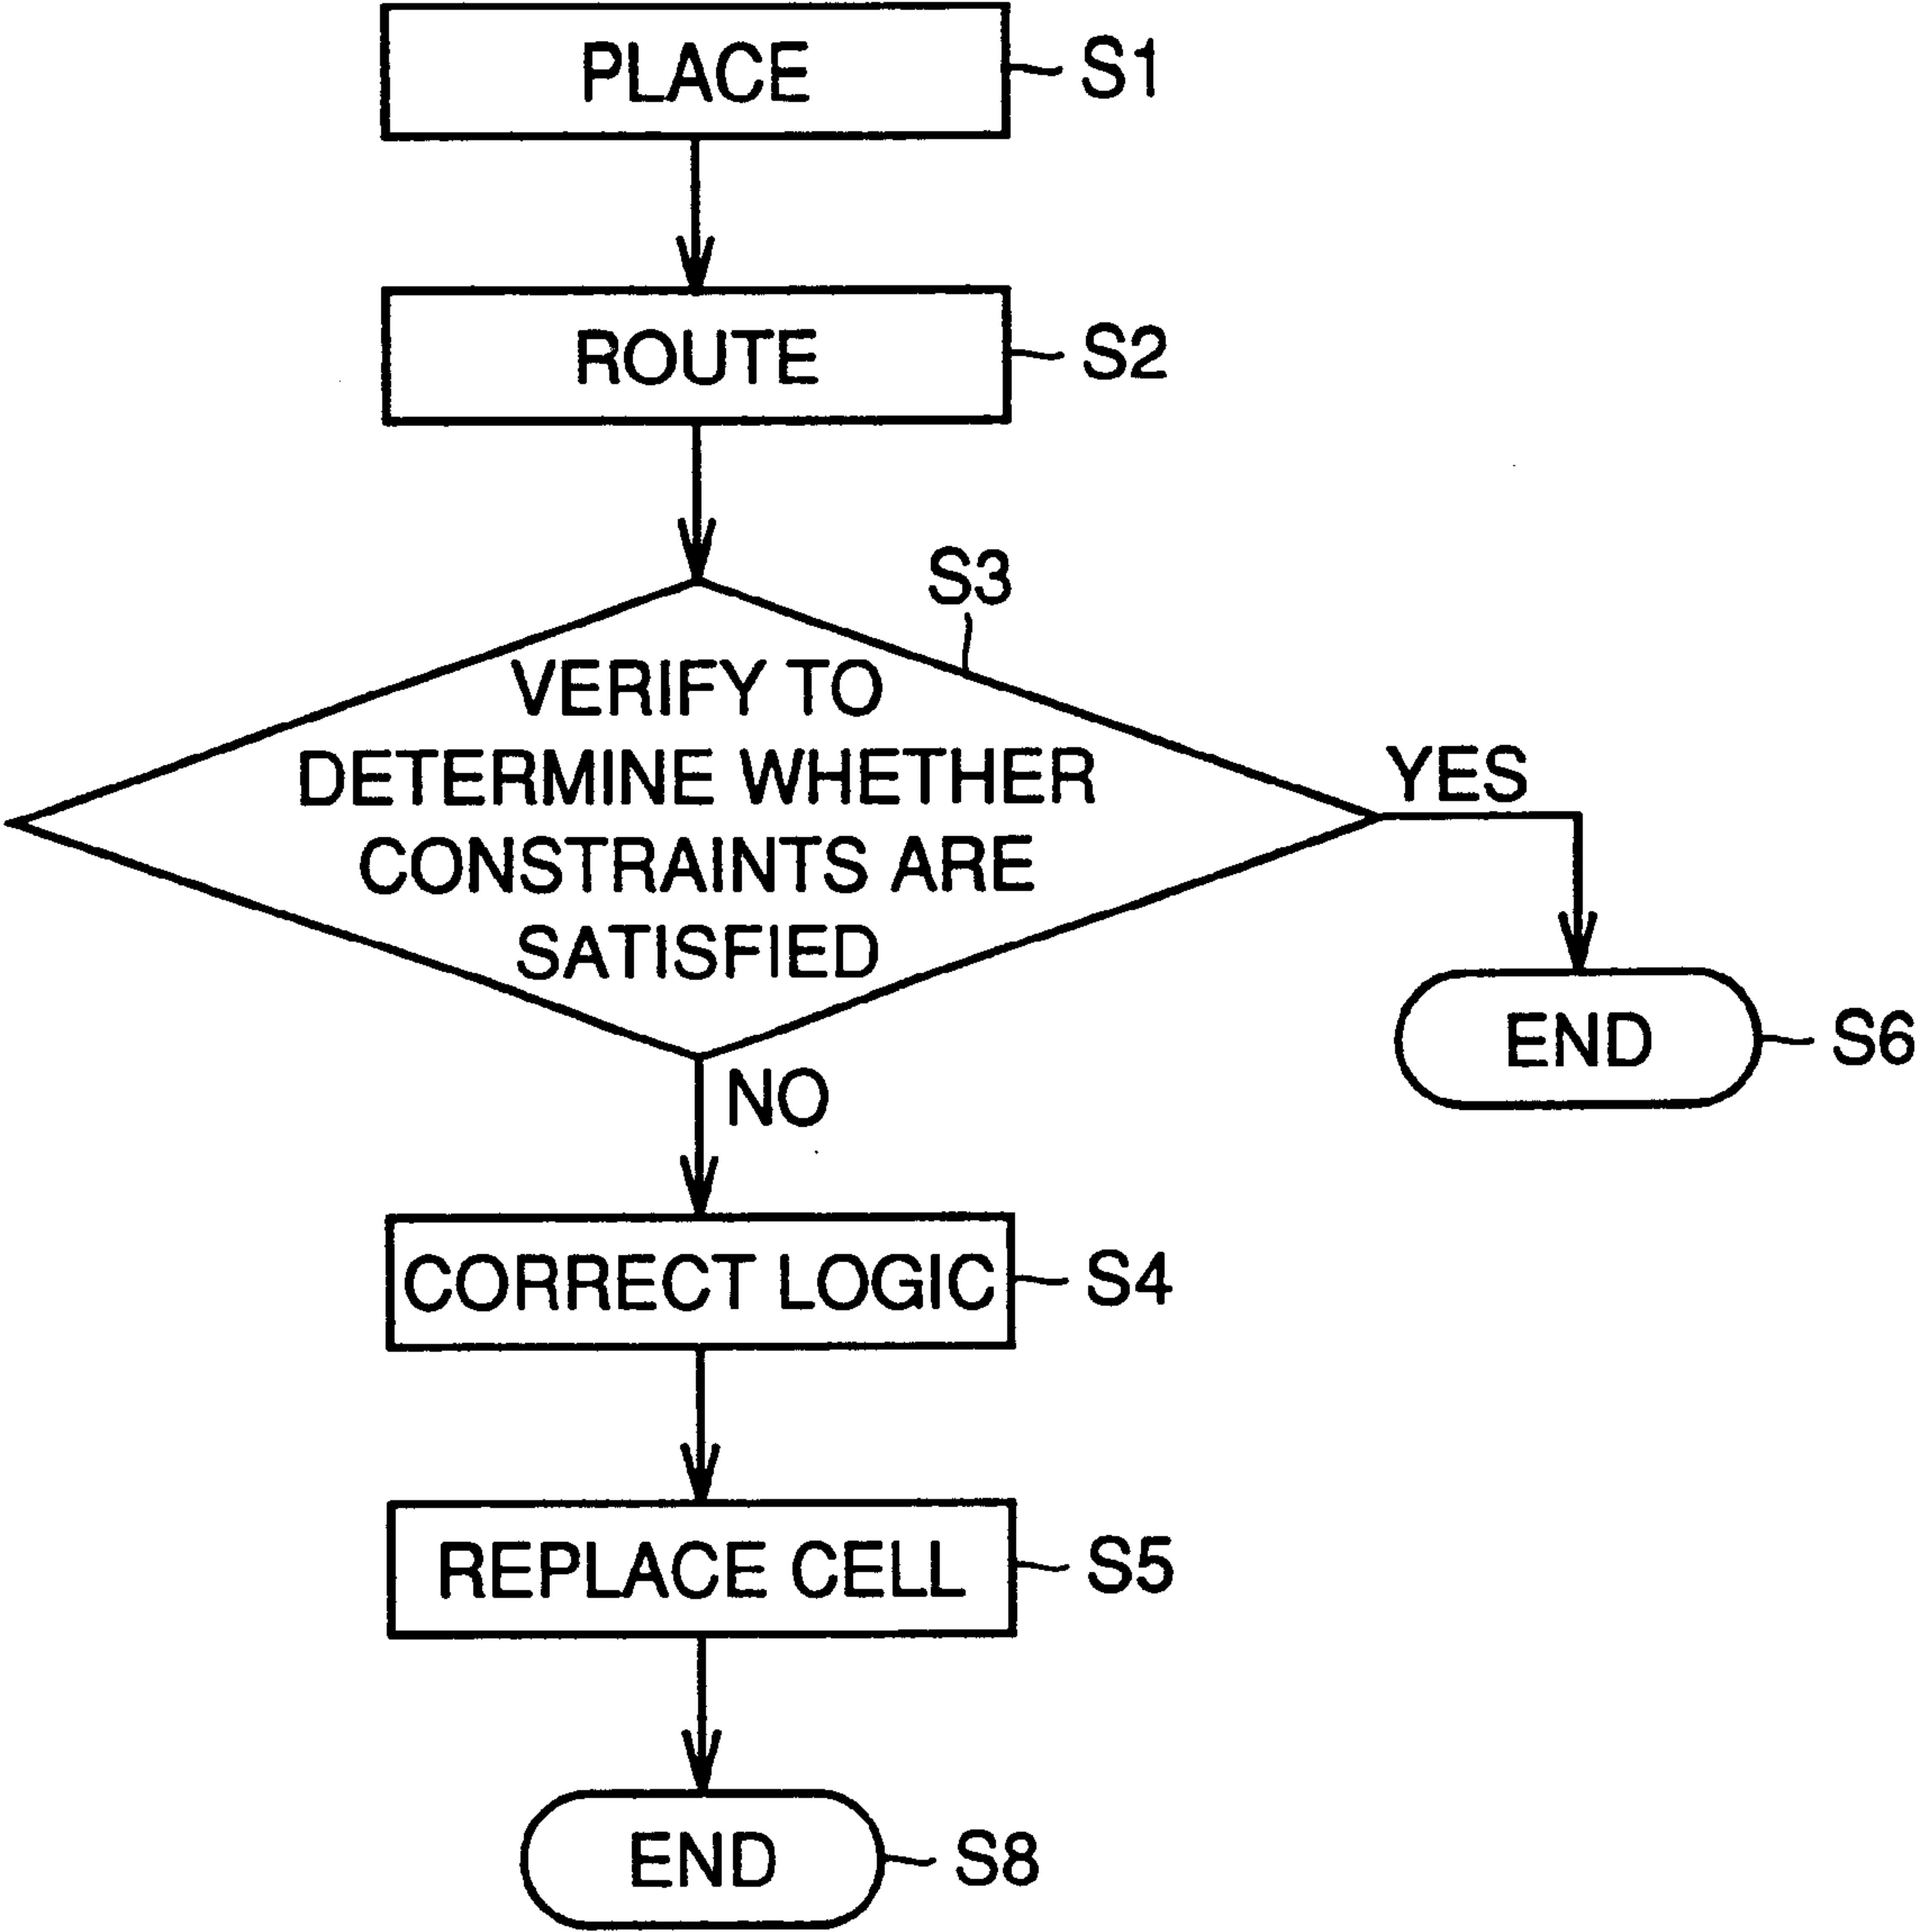 PLACE
S1
ROUTE
S2
S3
VERIFY TO
DETERMINE WHETHER
CONSTRAINTS ARE
SATISFIED
YES
END
S6
NO
CORRECT LOGIC
S4
REPLACE CELL
S5
END
S8